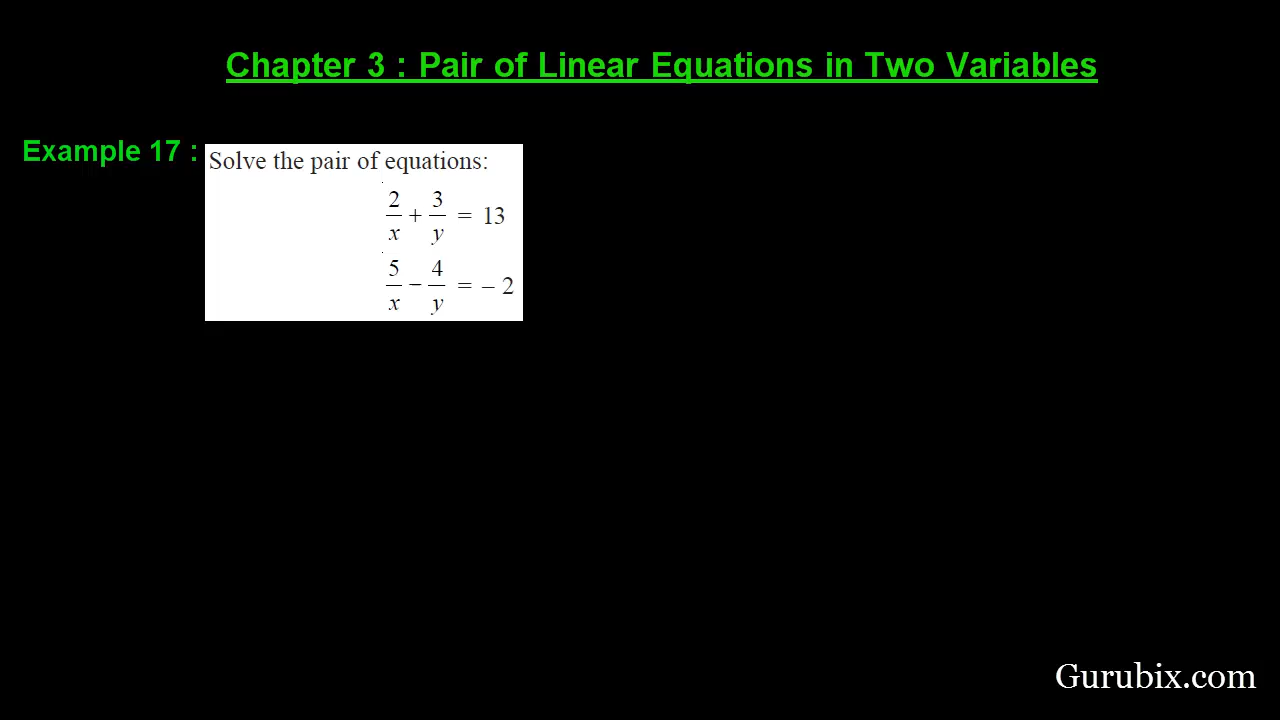 Chapter 3 : Pair of Linear Equations in Two Variables
Example 17 :
Solve the pair of equations:
2/x + 3/y = 13
5/x − 4/y = – 2
Gurubix.com